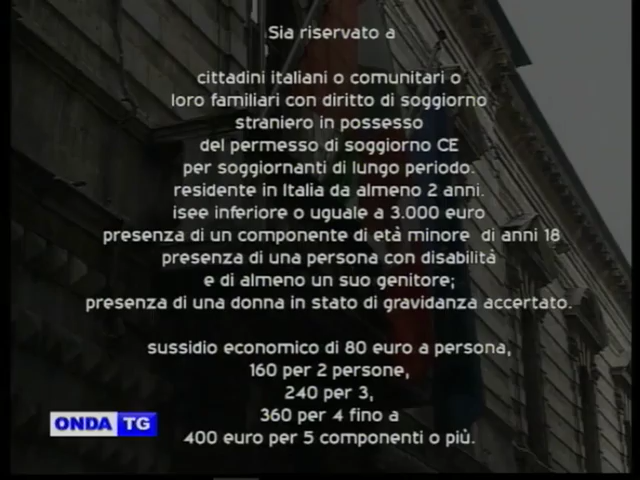 Sia riservato a
cittadini italiani o comunitari o
loro familiari con diritto di soggiorno
straniero in possesso
del permesso di soggiorno CE
per soggiornanti di lungo periodo.
residente in Italia da almeno 2 anni.
isee inferiore o uguale a 3.000 euro
presenza di un componente di età minore di anni 18
presenza di una persona con disabilità
e di almeno un suo genitore;
presenza di una donna in stato di gravidanza accertato.
sussidio economico di 80 euro a persona,
160 per 2 persone,
240 per 3,
360 per 4 fino a
400 euro per 5 componenti o più.
ONDA TG